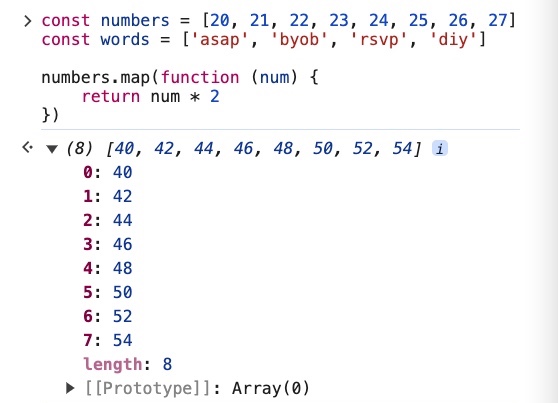 > const numbers = [20, 21, 22, 23, 24, 25, 26, 27]
const words = ['asap', 'byob', 'rsvp', 'diy']
numbers.map(function (num) {
    return num * 2
})
(8) [40, 42, 44, 46, 48, 50, 52, 54] i
0: 40
1: 42
2: 44
3: 46
4: 48
5: 50
6: 52
7: 54
length: 8
[[Prototype]]: Array(0)